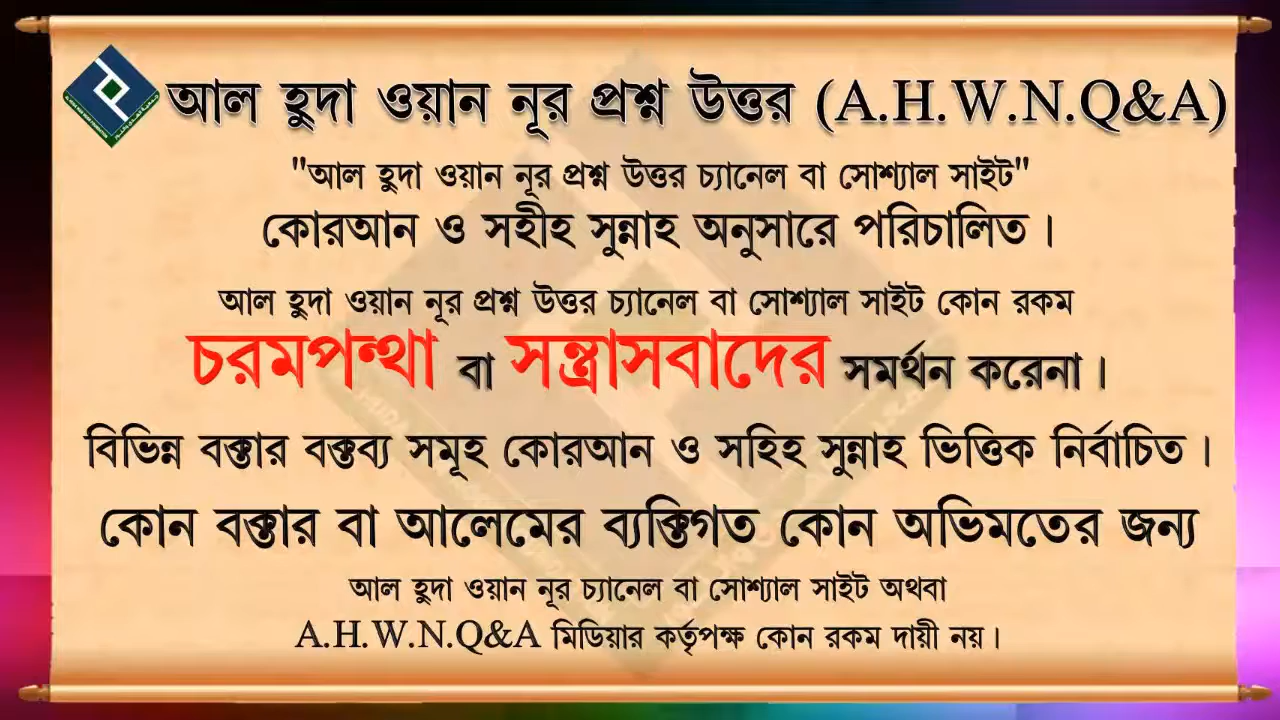 আল হুদা ওয়ান নূর প্রশ্ন উত্তর (A.H.W.N.Q&A)
"আল হুদা ওয়ান নূর প্রশ্ন উত্তর চ্যানেল বা সোশ্যাল সাইট"
কোরআন ও সহীহ সুন্নাহ অনুসারে পরিচালিত।
আল হুদা ওয়ান নূর প্রশ্ন উত্তর চ্যানেল বা সোশ্যাল সাইট কোন রকম
চরমপন্থা বা সন্ত্রাসবাদের সমর্থন করেনা।
বিভিন্ন বক্তার বক্তব্য সমূহ কোরআন ও সহিহ সুন্নাহ ভিত্তিক নির্বাচিত।
কোন বক্তার বা আলেমের ব্যক্তিগত কোন অভিমতের জন্য
আল হুদা ওয়ান নূর চ্যানেল বা সোশ্যাল সাইট অথবা
A.H.W.N.Q&A মিডিয়ার কর্তৃপক্ষ কোন রকম দায়ী নয়।